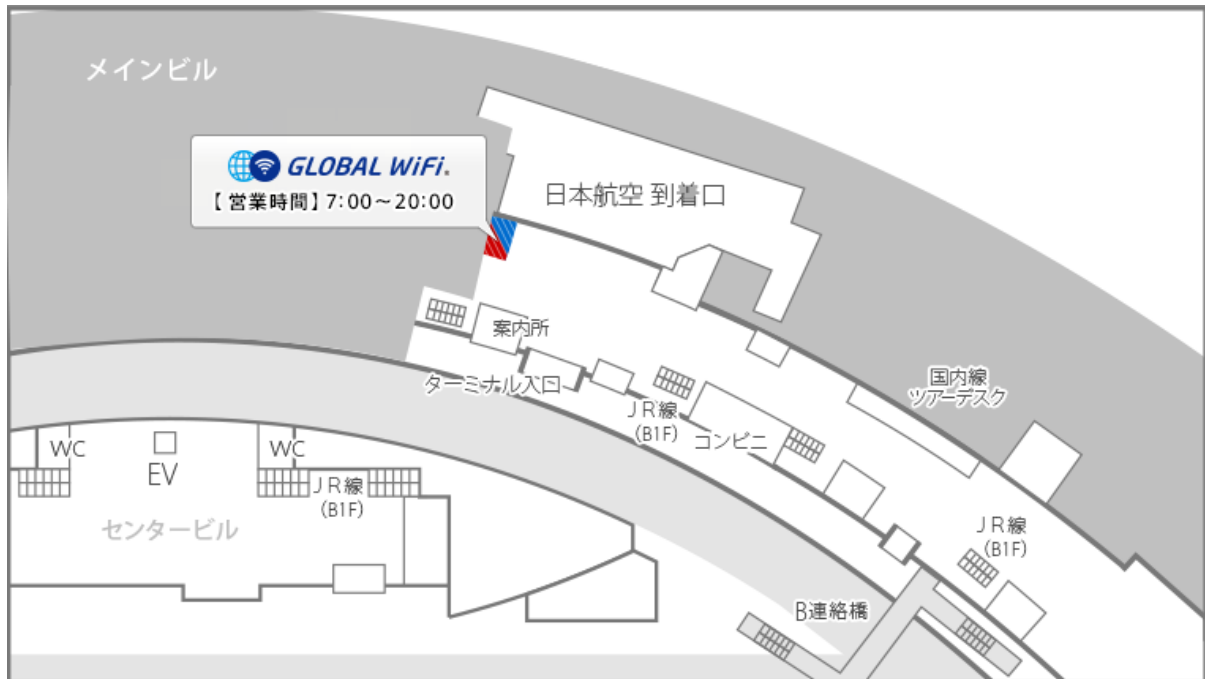 メインビル
GLOBAL WiFi.
【営業時間】7:00～20:00
日本航空 到着口
案内所
ターミナル入口
国内線
ツアーデスク
JR線
(B1F)
コンビニ
WC
WC
EV
JR線
(B1F)
センタービル
JR線
(B1F)
B連絡橋